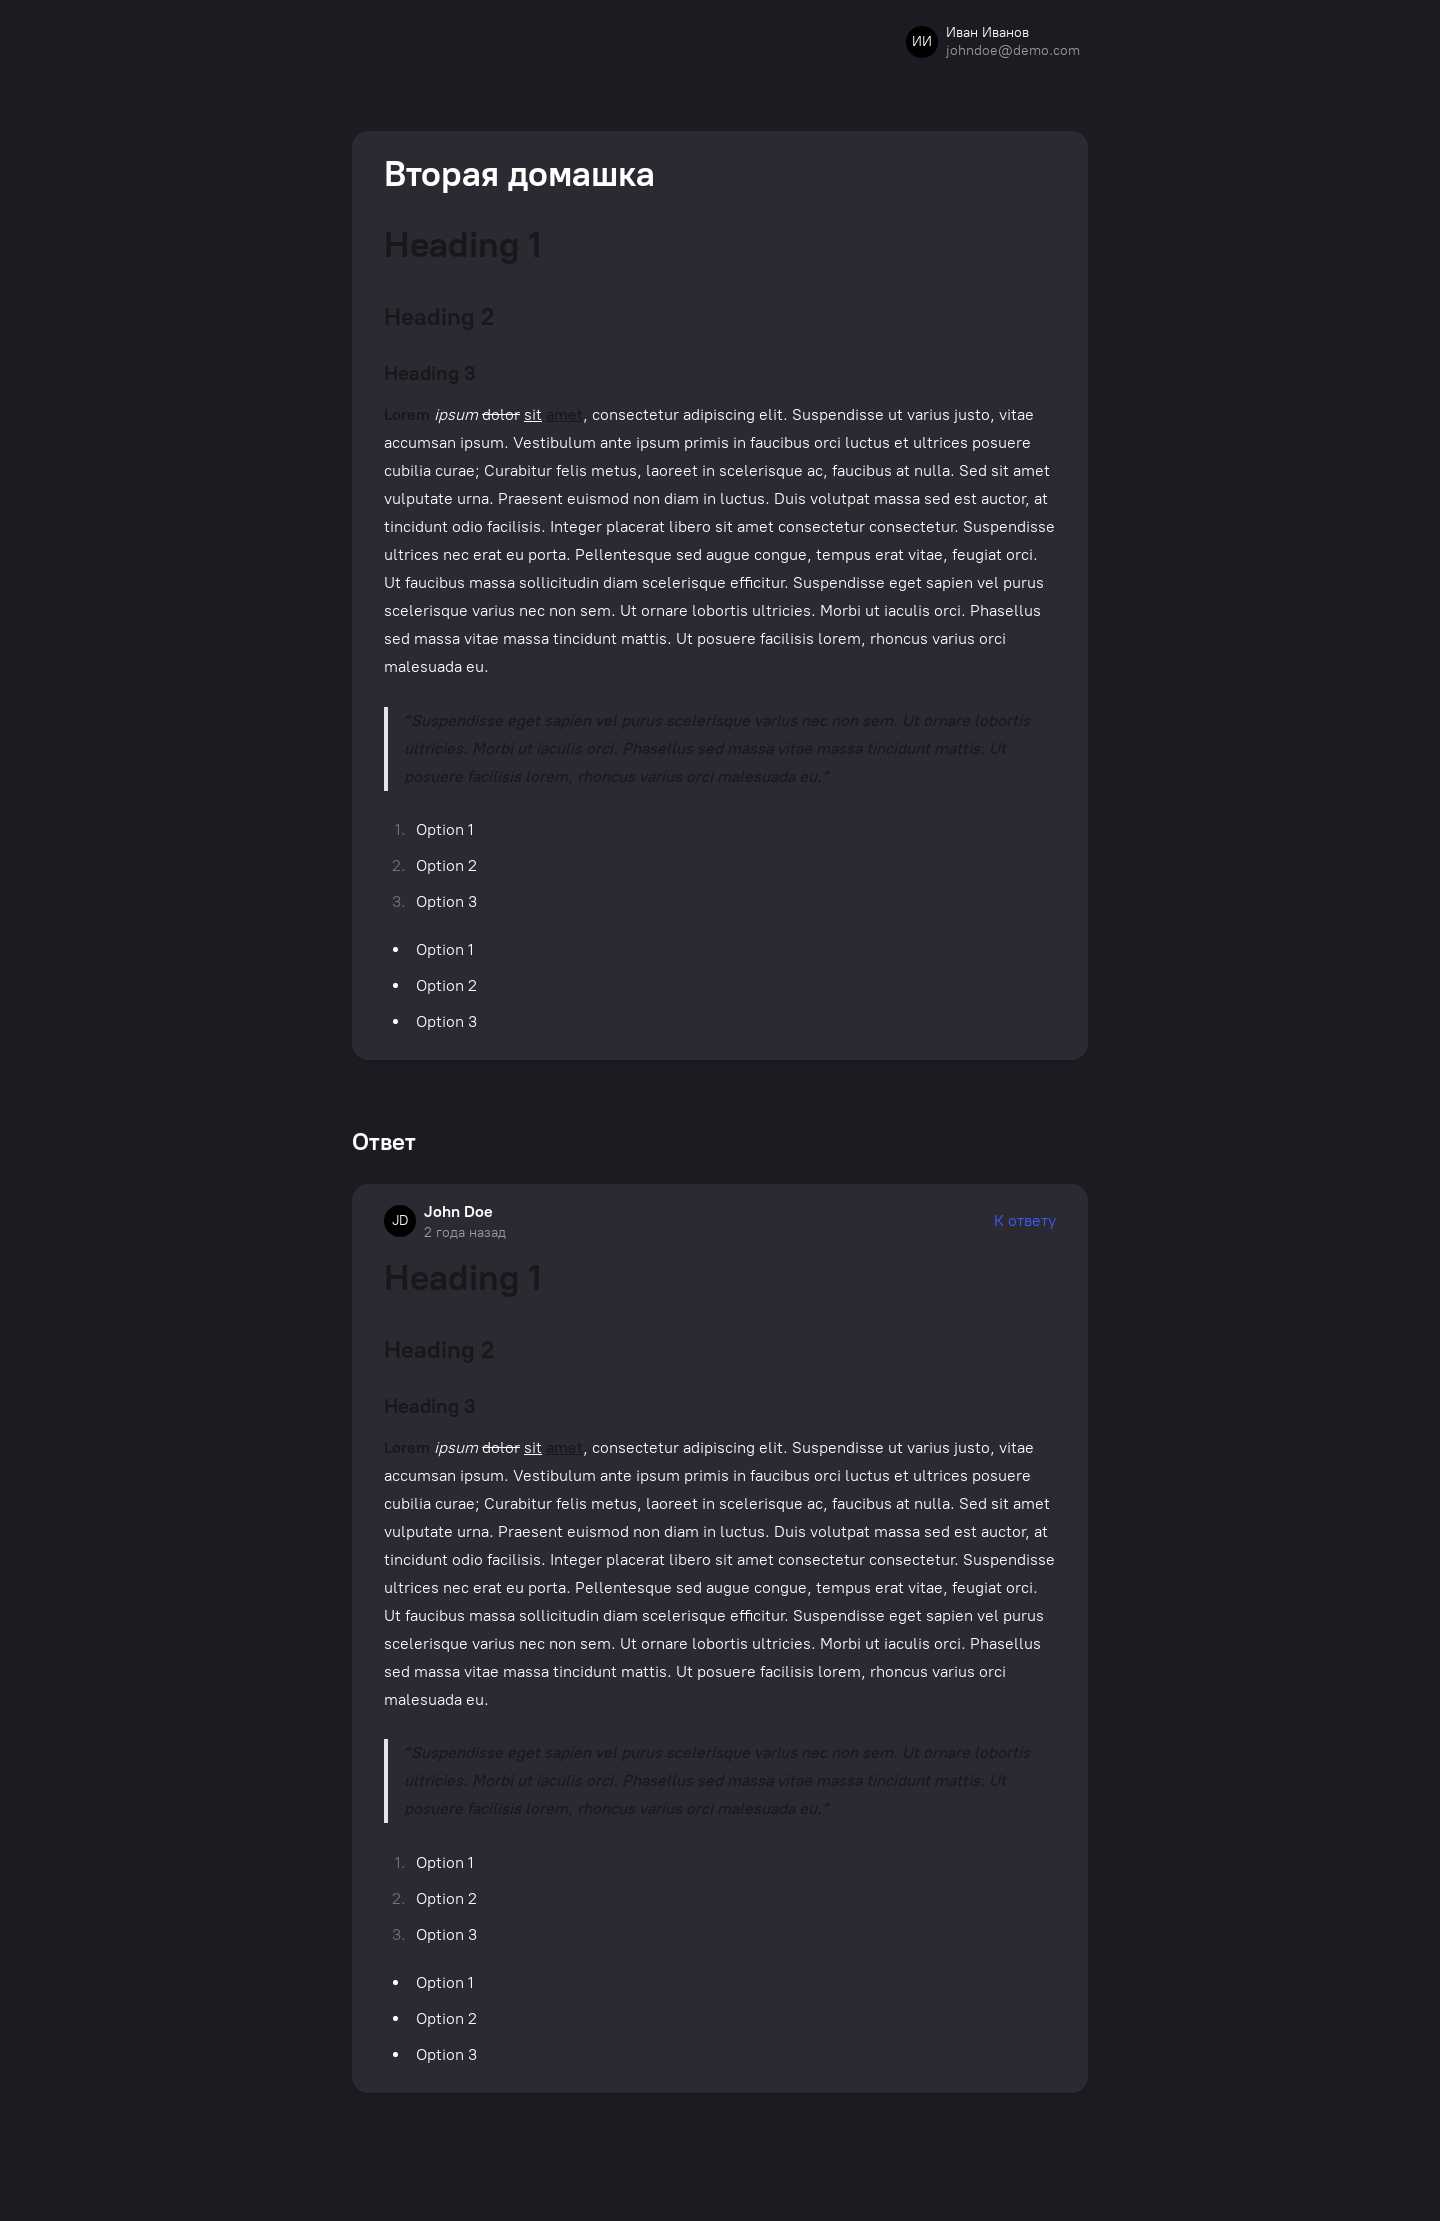 ИИ
Иван Иванов
johndoe@demo.com
Вторая домашка
Heading 1
Heading 2
Heading 3
Lorem ipsum dolor sit amet, consectetur adipiscing elit. Suspendisse ut varius justo, vitae
accumsan ipsum. Vestibulum ante ipsum primis in faucibus orci luctus et ultrices posuere
cubilia curae; Curabitur felis metus, laoreet in scelerisque ac, faucibus at nulla. Sed sit amet
vulputate urna. Praesent euismod non diam in luctus. Duis volutpat massa sed est auctor, at
tincidunt odio facilisis. Integer placerat libero sit amet consectetur consectetur. Suspendisse
ultrices nec erat eu porta. Pellentesque sed augue congue, tempus erat vitae, feugiat orci.
Ut faucibus massa sollicitudin diam scelerisque efficitur. Suspendisse eget sapien vel purus
scelerisque varius nec non sem. Ut ornare lobortis ultricies. Morbi ut iaculis orci. Phasellus
sed massa vitae massa tincidunt mattis. Ut posuere facilisis lorem, rhoncus varius orci
malesuada eu.
"Suspendisse eget sapien vel purus scelerisque varius nec non sem. Ut ornare lobortis
ultricies. Morbi ut iaculis orci. Phasellus sed massa vitae massa tincidunt mattis. Ut
posuere facilisis lorem, rhoncus varius orci malesuada eu."
1. Option 1
2. Option 2
3. Option 3
• Option 1
• Option 2
• Option 3
Ответ
JD
John Doe
2 года назад
К ответу
Heading 1
Heading 2
Heading 3
Lorem ipsum dolor sit amet, consectetur adipiscing elit. Suspendisse ut varius justo, vitae
accumsan ipsum. Vestibulum ante ipsum primis in faucibus orci luctus et ultrices posuere
cubilia curae; Curabitur felis metus, laoreet in scelerisque ac, faucibus at nulla. Sed sit amet
vulputate urna. Praesent euismod non diam in luctus. Duis volutpat massa sed est auctor, at
tincidunt odio facilisis. Integer placerat libero sit amet consectetur consectetur. Suspendisse
ultrices nec erat eu porta. Pellentesque sed augue congue, tempus erat vitae, feugiat orci.
Ut faucibus massa sollicitudin diam scelerisque efficitur. Suspendisse eget sapien vel purus
scelerisque varius nec non sem. Ut ornare lobortis ultricies. Morbi ut iaculis orci. Phasellus
sed massa vitae massa tincidunt mattis. Ut posuere facilisis lorem, rhoncus varius orci
malesuada eu.
"Suspendisse eget sapien vel purus scelerisque varius nec non sem. Ut ornare lobortis
ultricies. Morbi ut iaculis orci. Phasellus sed massa vitae massa tincidunt mattis. Ut
posuere facilisis lorem, rhoncus varius orci malesuada eu."
1. Option 1
2. Option 2
3. Option 3
• Option 1
• Option 2
• Option 3